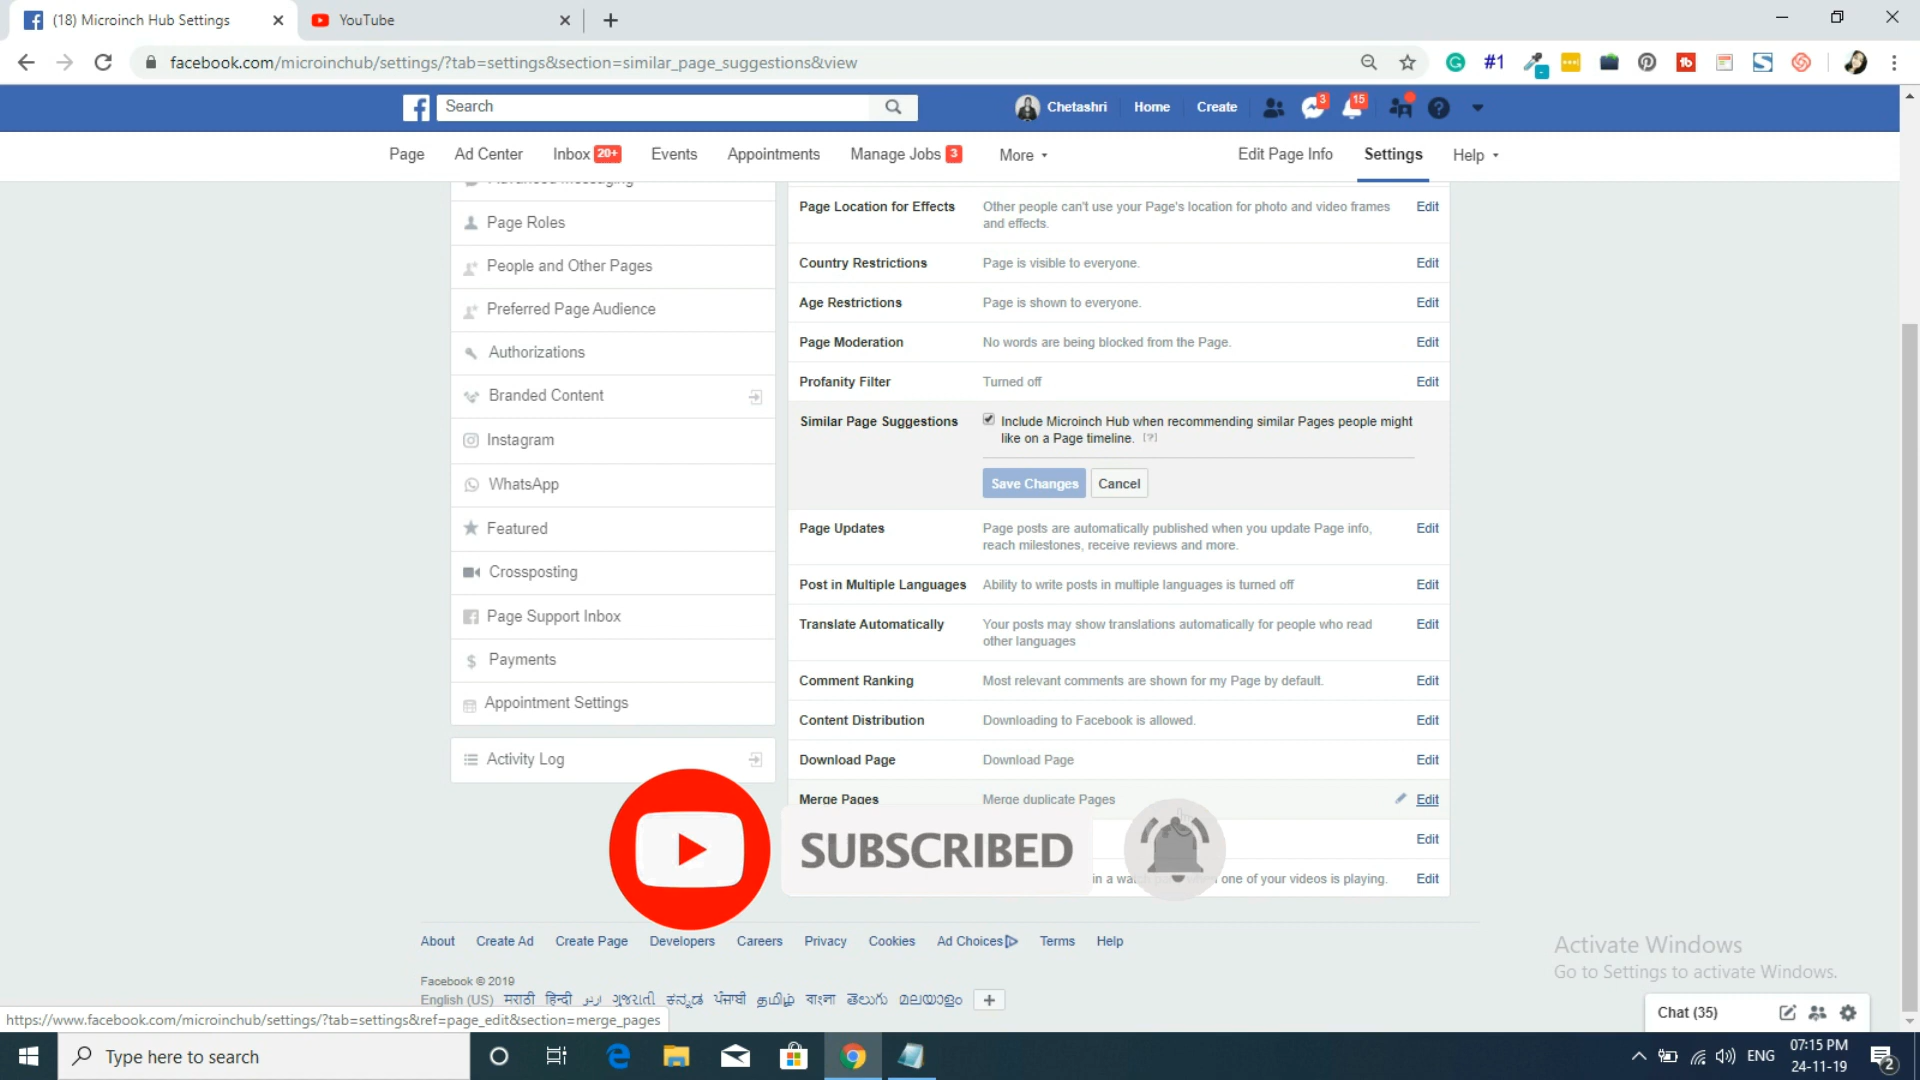 (18) Microinch Hub Settings
YouTube
facebook.com/microinchub/settings/?tab=settings&section=similar_page_suggestions&view
#1
Search
Chetashri
Home
Create
3
15
Page
Ad Center
Inbox 20+
Events
Appointments
Manage Jobs 3
More
Edit Page Info
Settings
Help
Page Roles
People and Other Pages
Preferred Page Audience
Authorizations
Branded Content
Instagram
WhatsApp
Featured
Crossposting
Page Support Inbox
Payments
Appointment Settings
Activity Log
Page Location for Effects
Other people can't use your Page's location for photo and video frames
and effects.
Edit
Country Restrictions
Page is visible to everyone.
Edit
Age Restrictions
Page is shown to everyone.
Edit
Page Moderation
No words are being blocked from the Page.
Edit
Profanity Filter
Turned off
Edit
Similar Page Suggestions
Include Microinch Hub when recommending similar Pages people might
like on a Page timeline. [?]
Save Changes
Cancel
Page Updates
Page posts are automatically published when you update Page info,
reach milestones, receive reviews and more.
Edit
Post in Multiple Languages
Ability to write posts in multiple languages is turned off
Edit
Translate Automatically
Your posts may show translations automatically for people who read
other languages
Edit
Comment Ranking
Most relevant comments are shown for my Page by default.
Edit
Content Distribution
Downloading to Facebook is allowed.
Edit
Download Page
Download Page
Edit
Merge Pages
Merge duplicate Pages
Edit
Edit
one of your videos is playing.
Edit
SUBSCRIBED
About
Create Ad
Create Page
Developers
Careers
Privacy
Cookies
Ad Choices
Terms
Help
Facebook © 2019
English (US) मराठी हिन्दी اردو ગુજરાતી ಕನ್ನಡ ਪੰਜਾਬੀ தமிழ் বাংলা తెలుగు മലയാളം
https://www.facebook.com/microinchub/settings/?tab=settings&ref=page_edit&section=merge_pages
Activate Windows
Go to Settings to activate Windows.
Chat (35)
Type here to search
ENG
07:15 PM
24-11-19
2